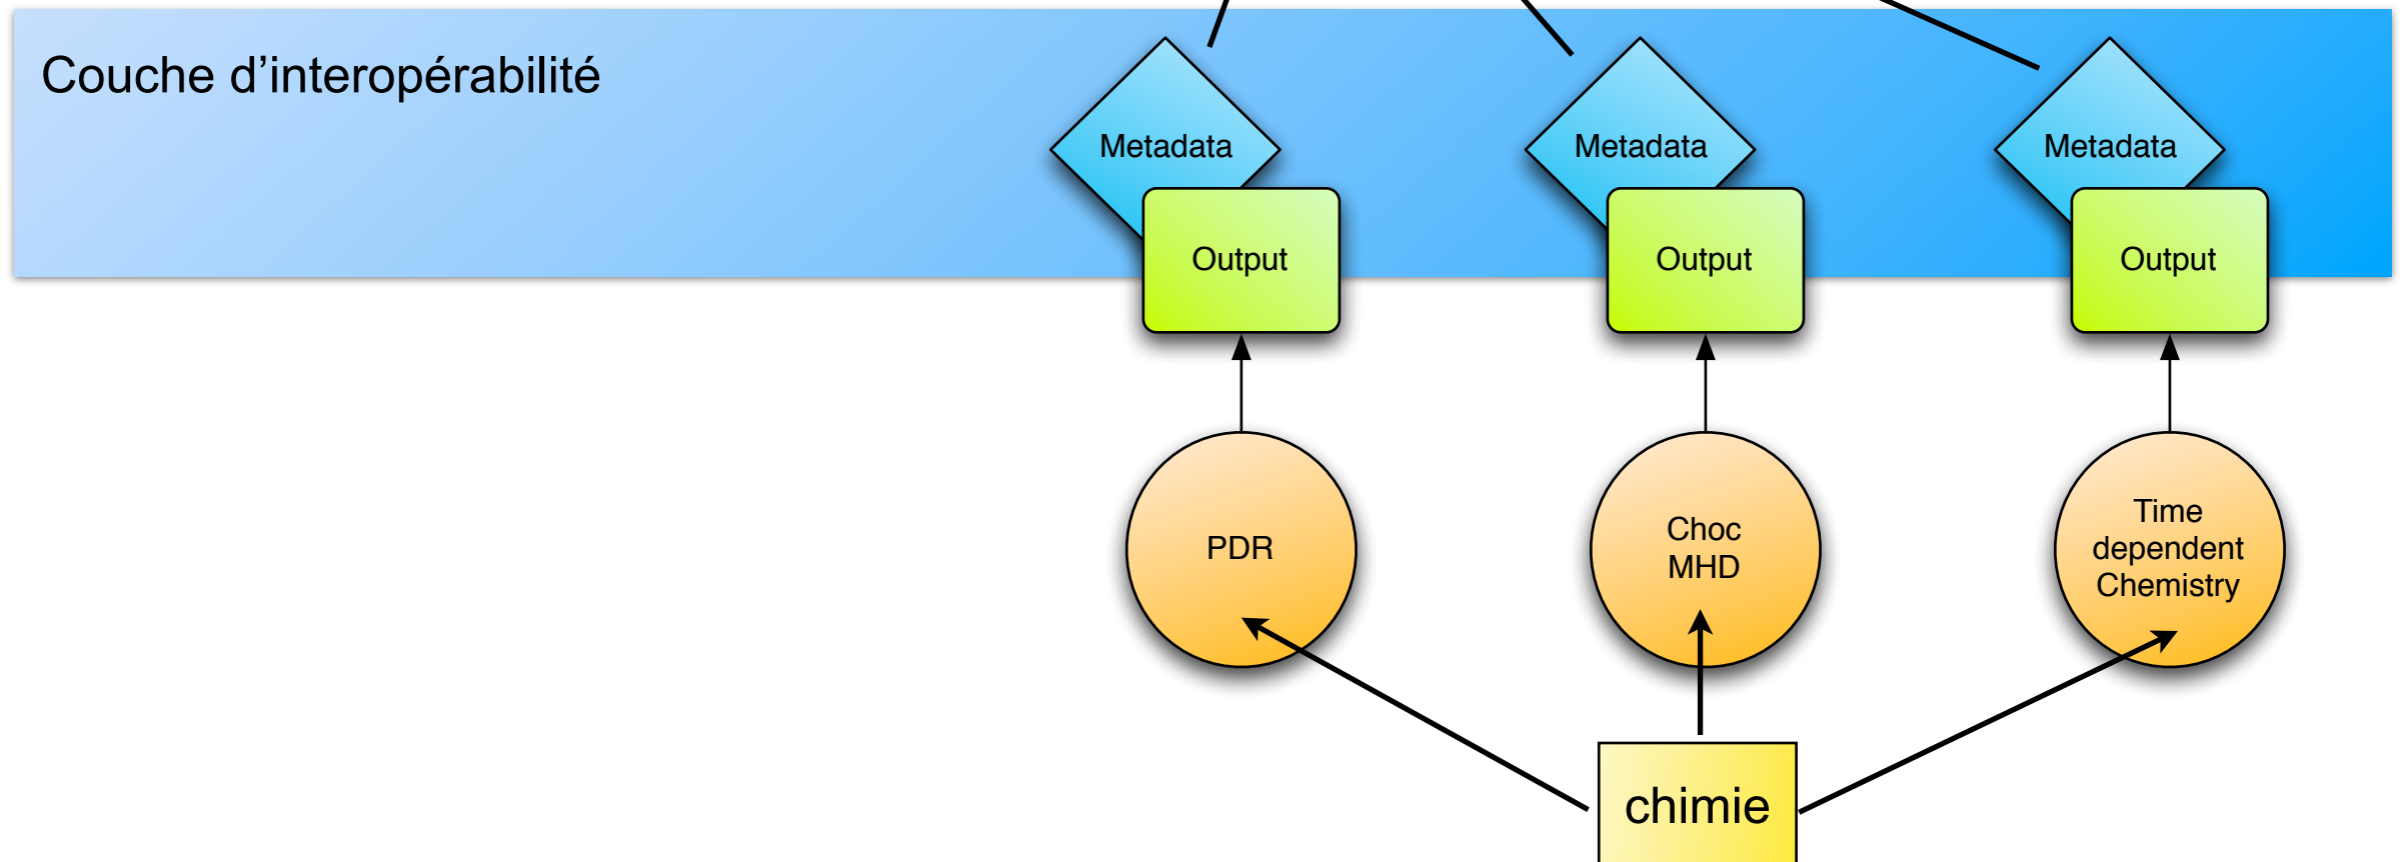 Couche d’interopérabilité
Metadata
Metadata
Metadata
Output
Output
Output
PDR
Choc
MHD
Time
dependent
Chemistry
chimie